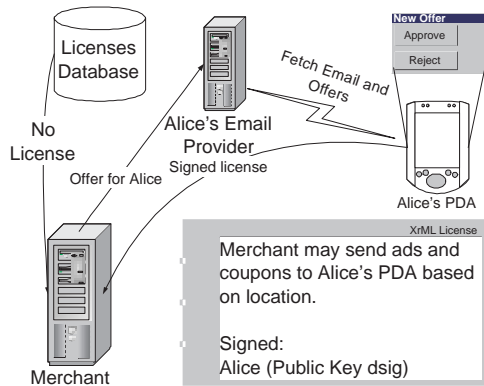 New Offer
Approve
Reject
Licenses
Database
Fetch Email and
Offers
No
License
Alice's Email
Provider
Signed license
Offer for Alice
Alice's PDA
XrML License
Merchant may send ads and
coupons to Alice's PDA based
on location.
Signed:
Alice (Public Key dsig)
Merchant